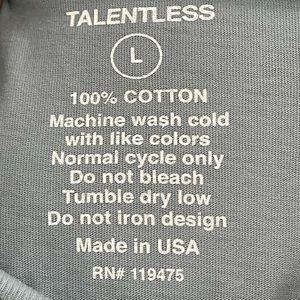 TALENTLESS
L
100% COTTON
Machine wash cold
with like colors
Normal cycle only
Do not bleach
Tumble dry low
Do not iron design
Made in USA
RN# 119475